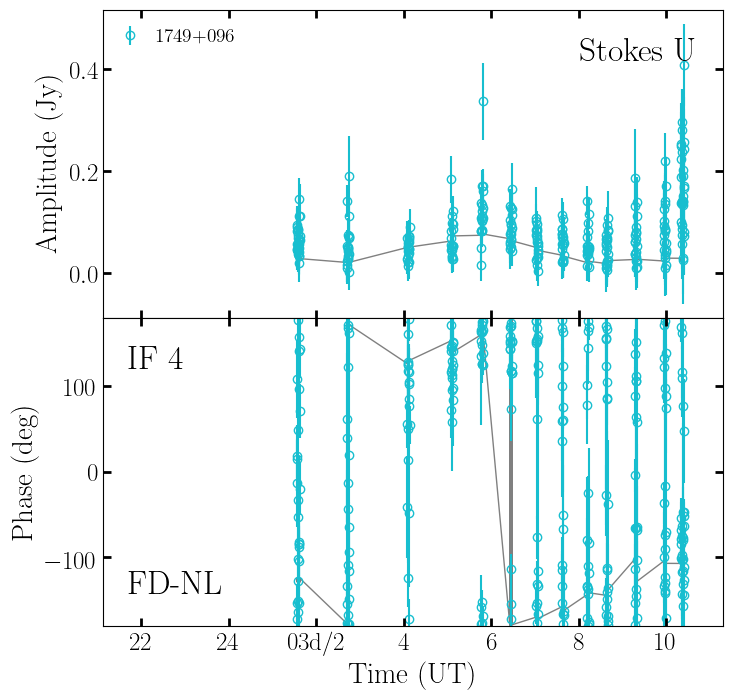 1749+096
Stokes U
Amplitude (Jy)
0.4
0.2
0.0
IF 4
FD-NL
Phase (deg)
100
0
−100
22 24 03d/2 4 6 8 10
Time (UT)